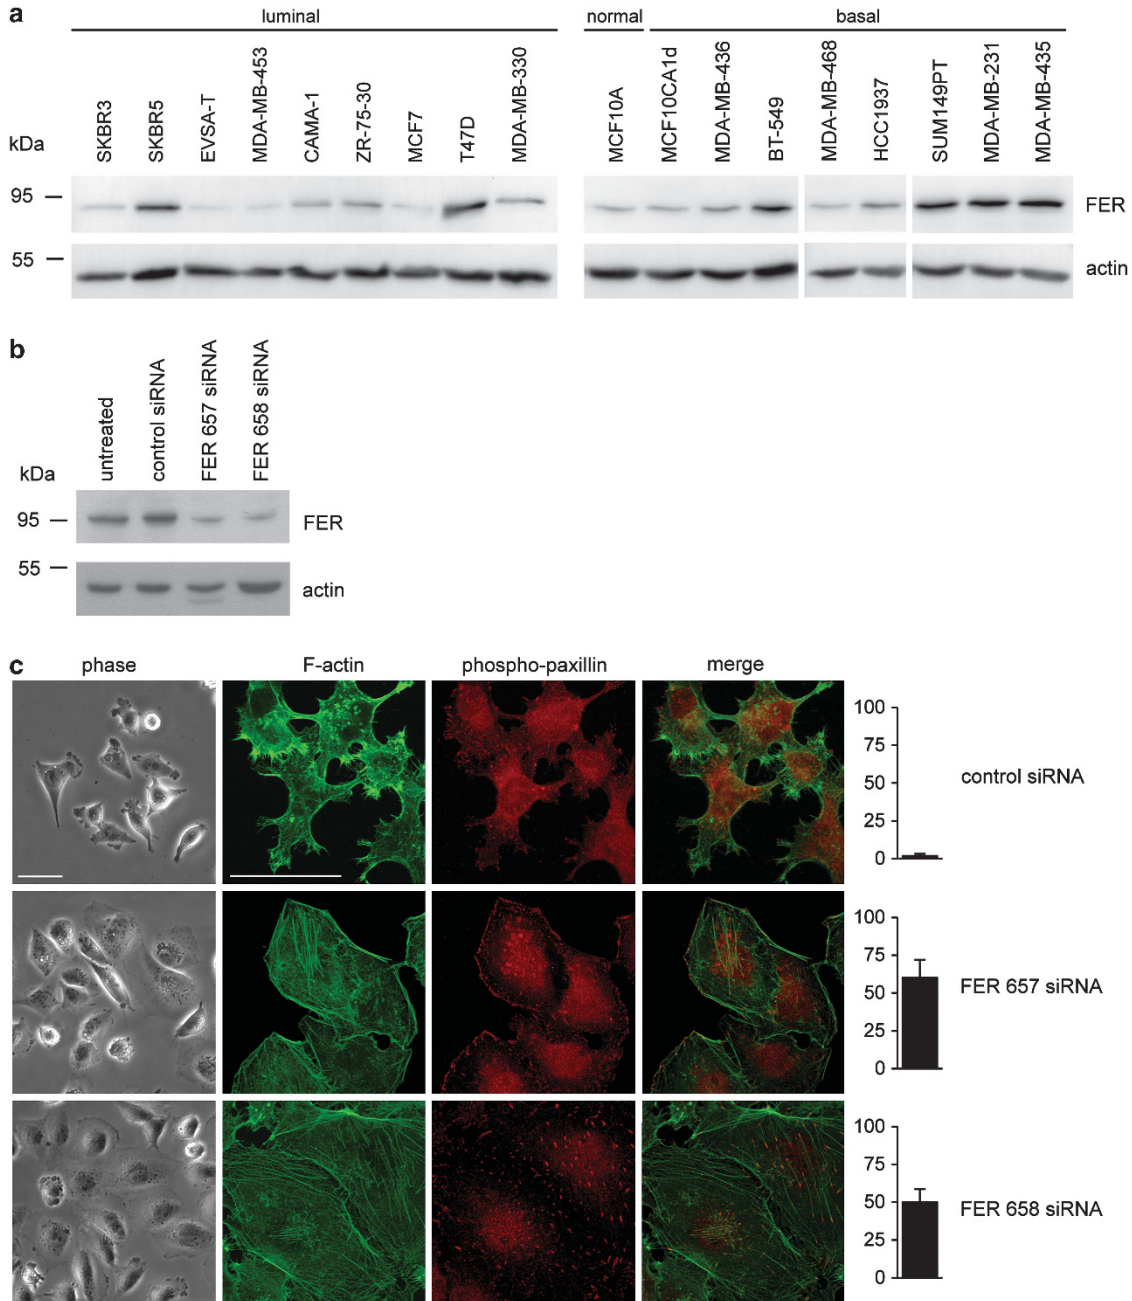 a
luminal
normal
basal
kDa
SKBR3
SKBR5
EVSA-T
MDA-MB-453
CAMA-1
ZR-75-30
MCF7
T47D
MDA-MB-330
MCF10A
MCF10CA1d
MDA-MB-436
BT-549
MDA-MB-468
HCC1937
SUM149PT
MDA-MB-231
MDA-MB-435
95
FER
55
actin
b
untreated
control siRNA
FER 657 siRNA
FER 658 siRNA
kDa
95
FER
55
actin
c
phase
F-actin
phospho-paxillin
merge
100
75
50
25
0
control siRNA
100
75
50
25
0
FER 657 siRNA
100
75
50
25
0
FER 658 siRNA